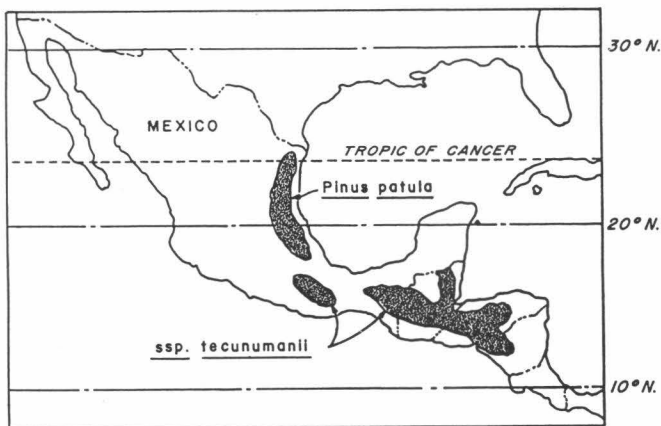 30° N.
MEXICO
TROPIC OF CANCER
Pinus patula
20° N.
ssp. tecunumanii
10° N.